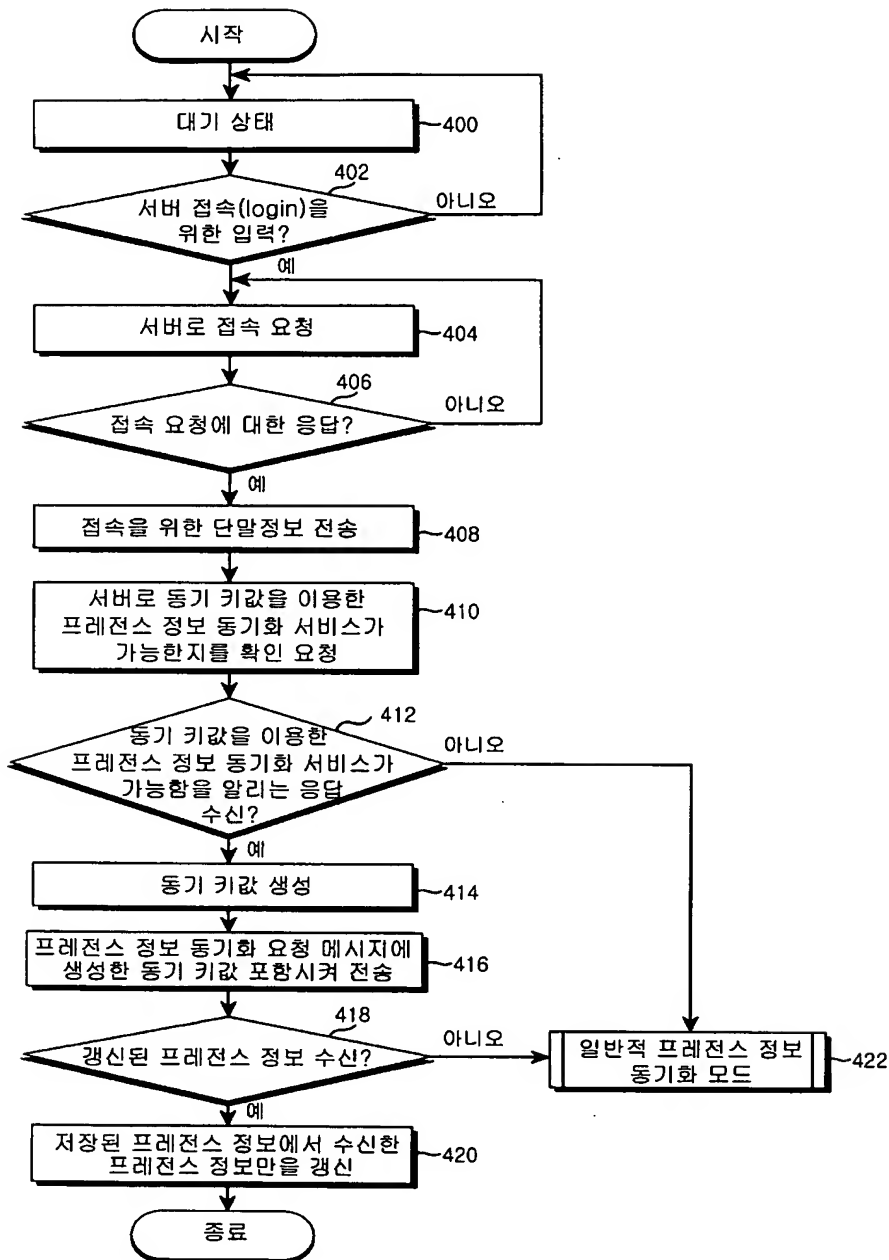 시작
대기 상태
400
402
서버 접속(login)을
위한 입력?
아니오
예
서버로 접속 요청
404
406
접속 요청에 대한 응답?
아니오
예
접속을 위한 단말정보 전송
408
서버로 동기 키값을 이용한
프레전스 정보 동기화 서비스가
가능한지를 확인 요청
410
412
동기 키값을 이용한
프레전스 정보 동기화 서비스가
가능함을 알리는 응답
수신?
아니오
예
동기 키값 생성
414
프레전스 정보 동기화 요청 메시지에
생성한 동기 키값 포함시켜 전송
416
418
갱신된 프레전스 정보 수신?
아니오
일반적 프레전스 정보
동기화 모드
422
예
저장된 프레전스 정보에서 수신한
프레전스 정보만을 갱신
420
종료